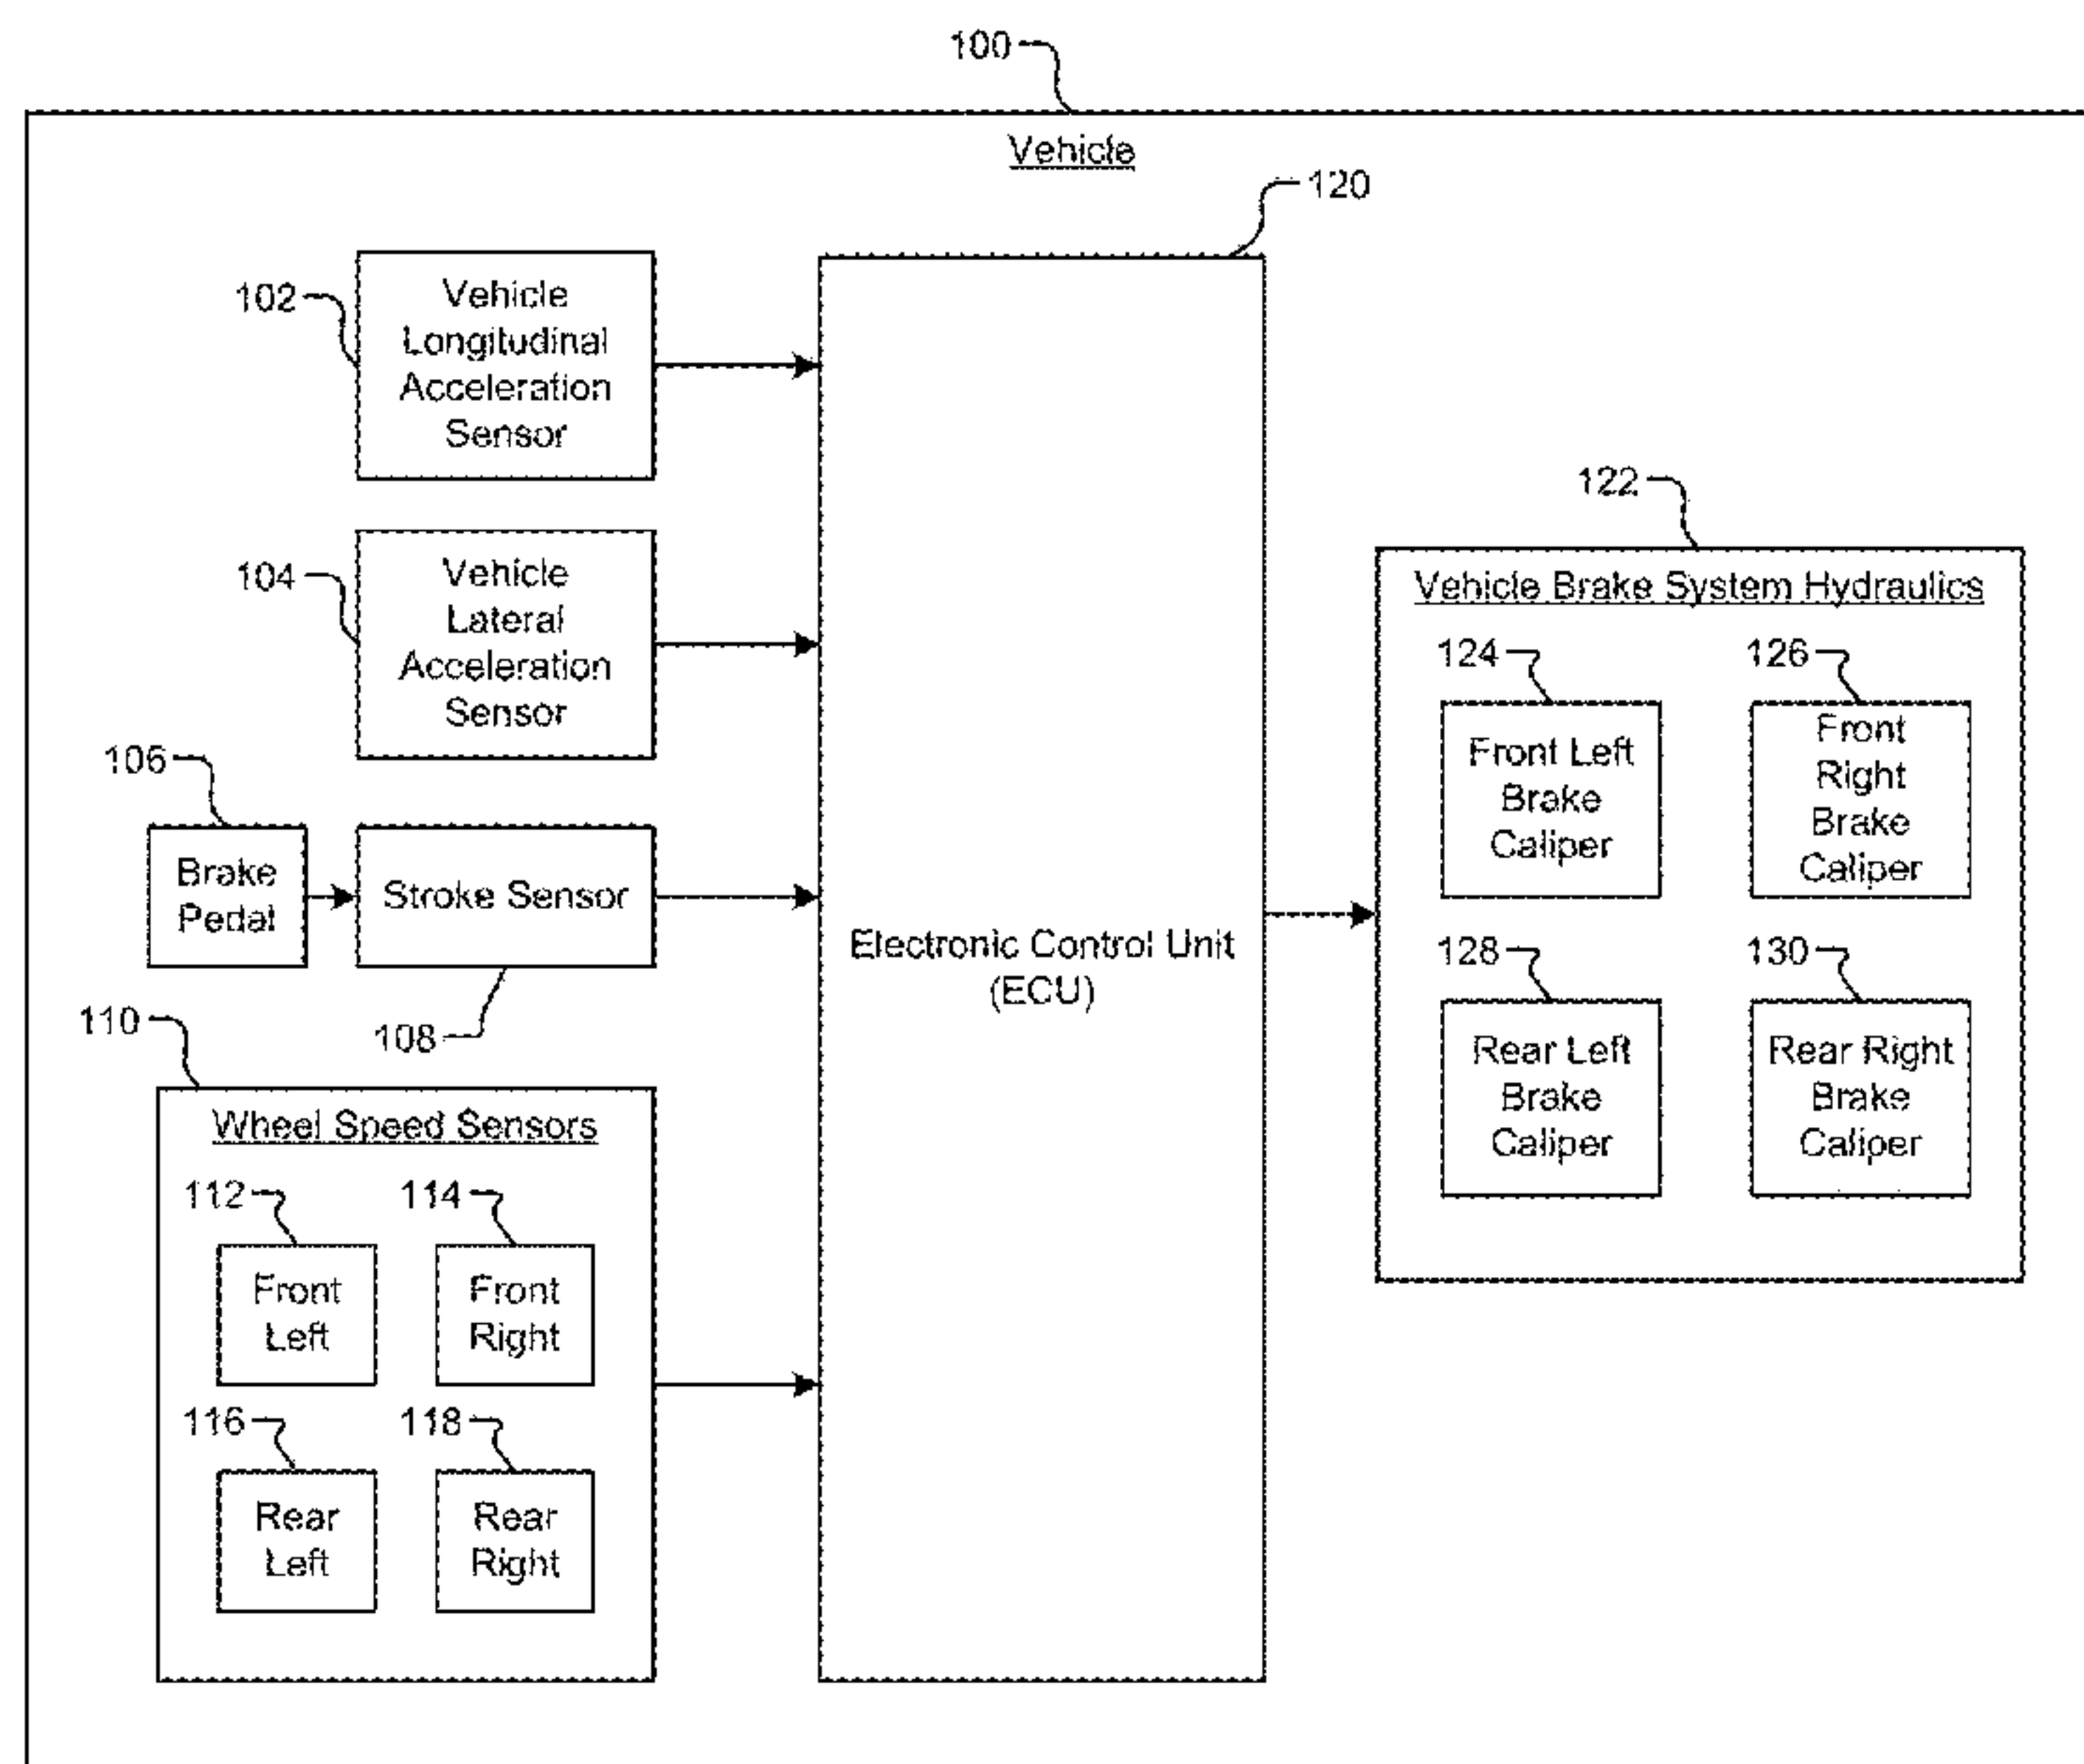 100
Vehicle
120
102
Vehicle
Longitudinal
Acceleration
Sensor
104
Vehicle
Lateral
Acceleration
Sensor
106
Brake
Pedal
Stroke Sensor
108
Electronic Control Unit
(ECU)
110
Wheel Speed Sensors
112
Front
Left
114
Front
Right
116
Rear
Left
118
Rear
Right
122
Vehicle Brake System Hydraulics
124
Front Left
Brake
Caliper
126
Front
Right
Brake
Caliper
128
Rear Left
Brake
Caliper
130
Rear Right
Brake
Caliper